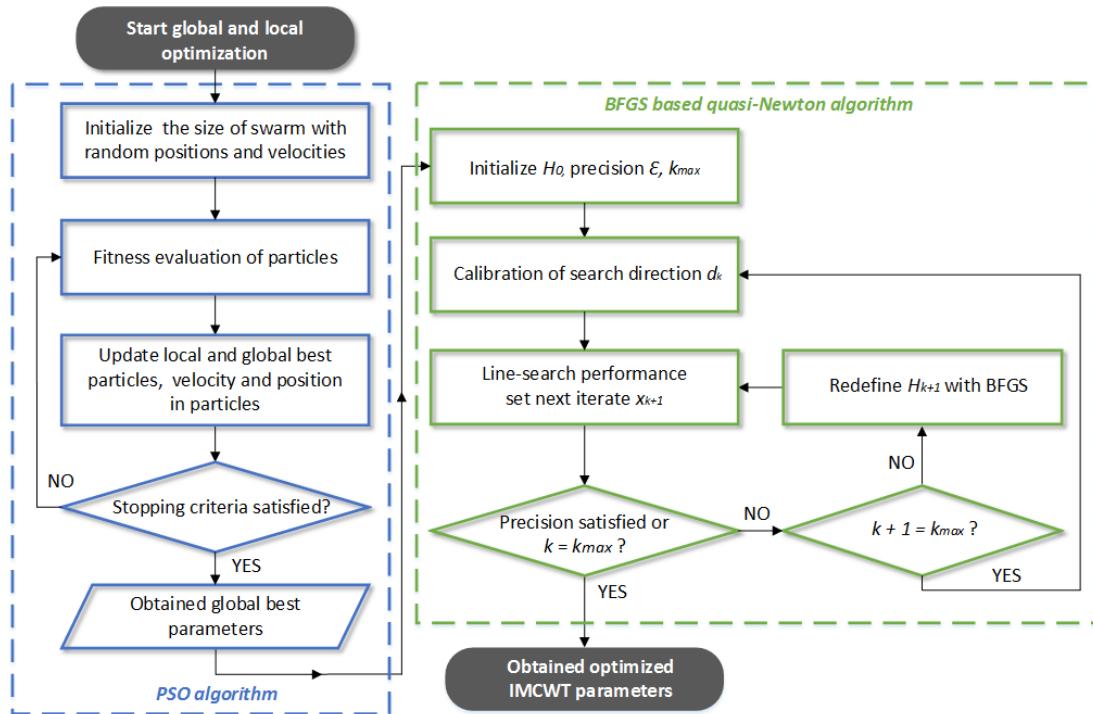 Start global and local
optimization
Initialize the size of swarm with
random positions and velocities
Fitness evaluation of particles
Update local and global best
particles, velocity and position
in particles
NO
Stopping criteria satisfied?
YES
Obtained global best
parameters
PSO algorithm
BFGS based quasi-Newton algorithm
Initialize H0, precision Ɛ, kmax
Calibration of search direction dk
Line-search performance
set next iterate xk+1
Redefine Hk+1 with BFGS
NO
Precision satisfied or
k = kmax ?
NO
k + 1 = kmax ?
YES
YES
Obtained optimized
IMCWT parameters